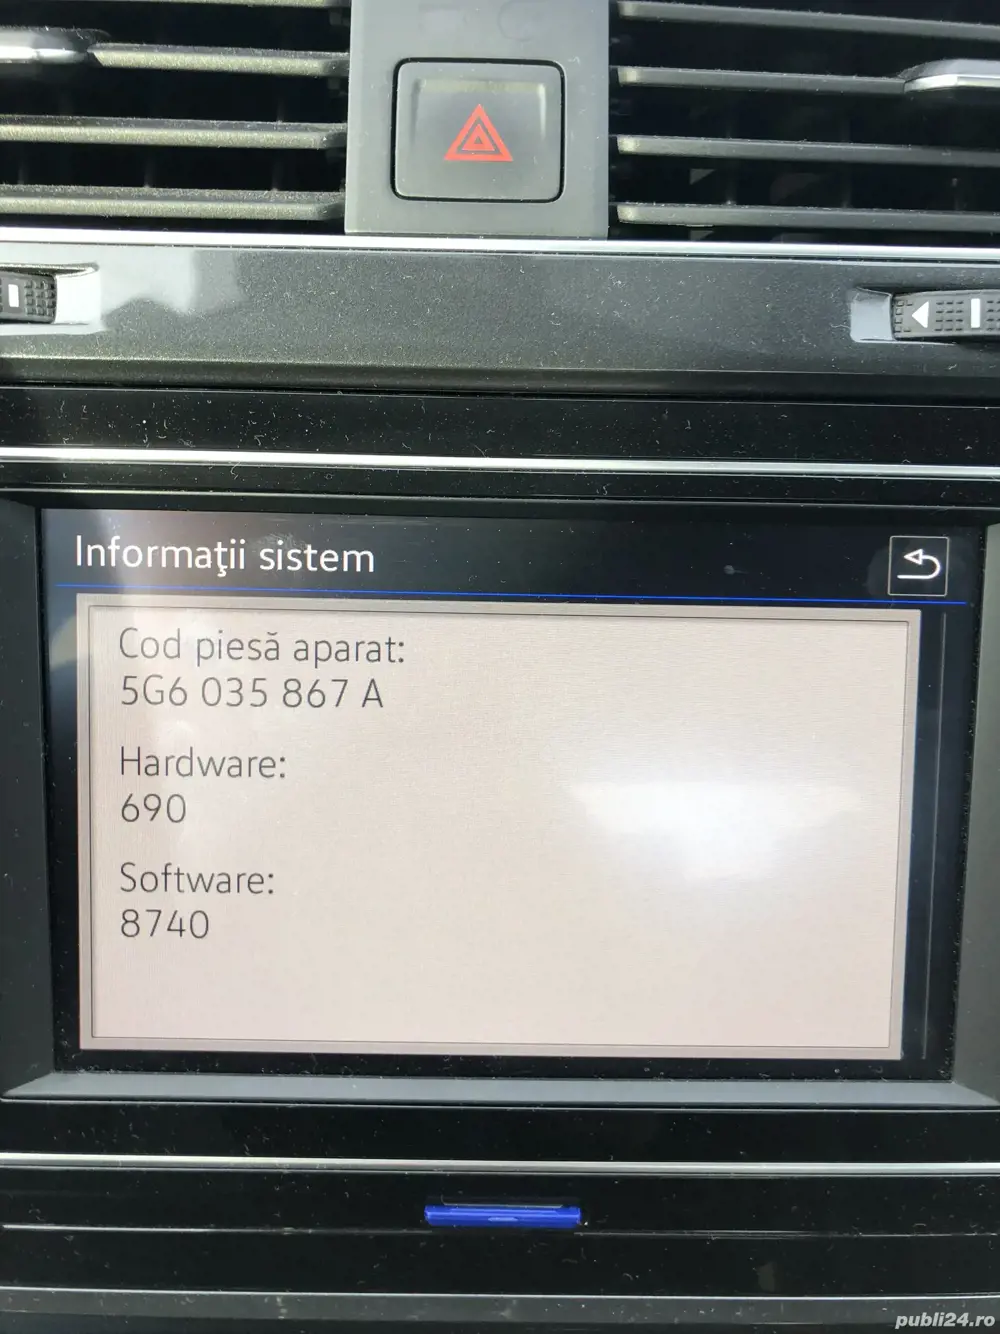 Informaţii sistem
Cod piesă aparat:
5G6 035 867 A
Hardware:
690
Software:
8740
publi24.ro